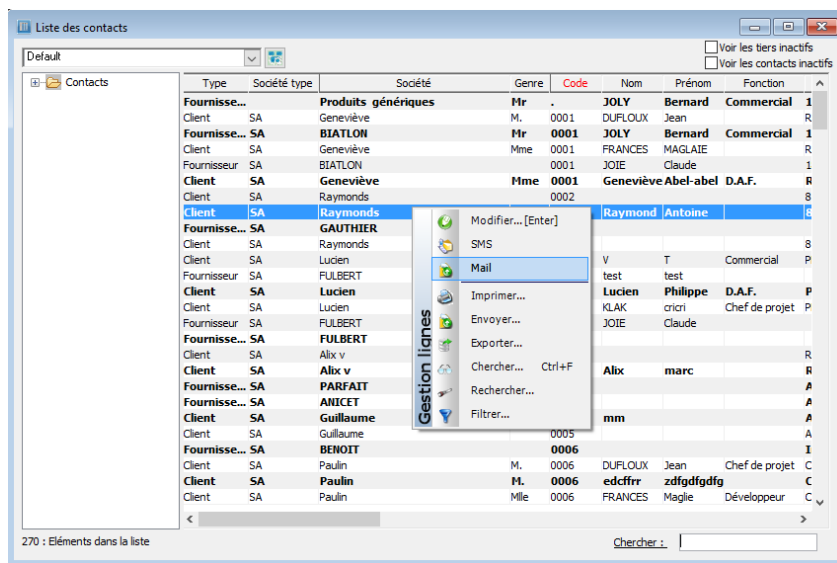 Liste des contacts
Default
Voir les tiers inactifs
Voir les contacts inactifs
Contacts
Type Société type Société Genre Code Nom Prénom Fonction
Fournisse... Produits génériques Mr . JOLY Bernard Commercial 1
Client SA Geneviève M. 0001 DUFLOUX Jean R
Fournisse... SA BIATLON Mr 0001 JOLY Bernard Commercial 1
Client SA Geneviève Mme 0001 FRANCES MAGLAIE R
Fournisseur SA BIATLON 0001 JOIE Claude 1
Client SA Geneviève Mme 0001 Geneviève Abel-abel D.A.F. R
Client SA Raymonds 0002 8
Client SA Raymonds Raymond Antoine 8
Fournisse... SA GAUTHIER
Client SA Raymonds 8
Client SA Lucien V T Commercial P
Fournisseur SA FULBERT test test
Client SA Lucien Lucien Philippe D.A.F. P
Client SA Lucien KLAK cricri Chef de projet P
Fournisseur SA FULBERT JOIE Claude
Fournisse... SA FULBERT
Client SA Alix v R
Client SA Alix v Alix marc R
Fournisse... SA PARFAIT A
Fournisse... SA ANICET A
Client SA Guillaume mm A
Client SA Guillaume 0005 A
Fournisse... SA BENOIT 0006 I
Client SA Paulin M. 0006 DUFLOUX Jean Chef de projet C
Client SA Paulin M. 0006 edcffrr zdfgdfgdfg C
Client SA Paulin Mlle 0006 FRANCES Maglie Développeur C
Gestion lignes
Modifier... [Enter]
SMS
Mail
Imprimer...
Envoyer...
Exporter...
Chercher... Ctrl+F
Rechercher...
Filtrer...
270 : Eléments dans la liste
Chercher :